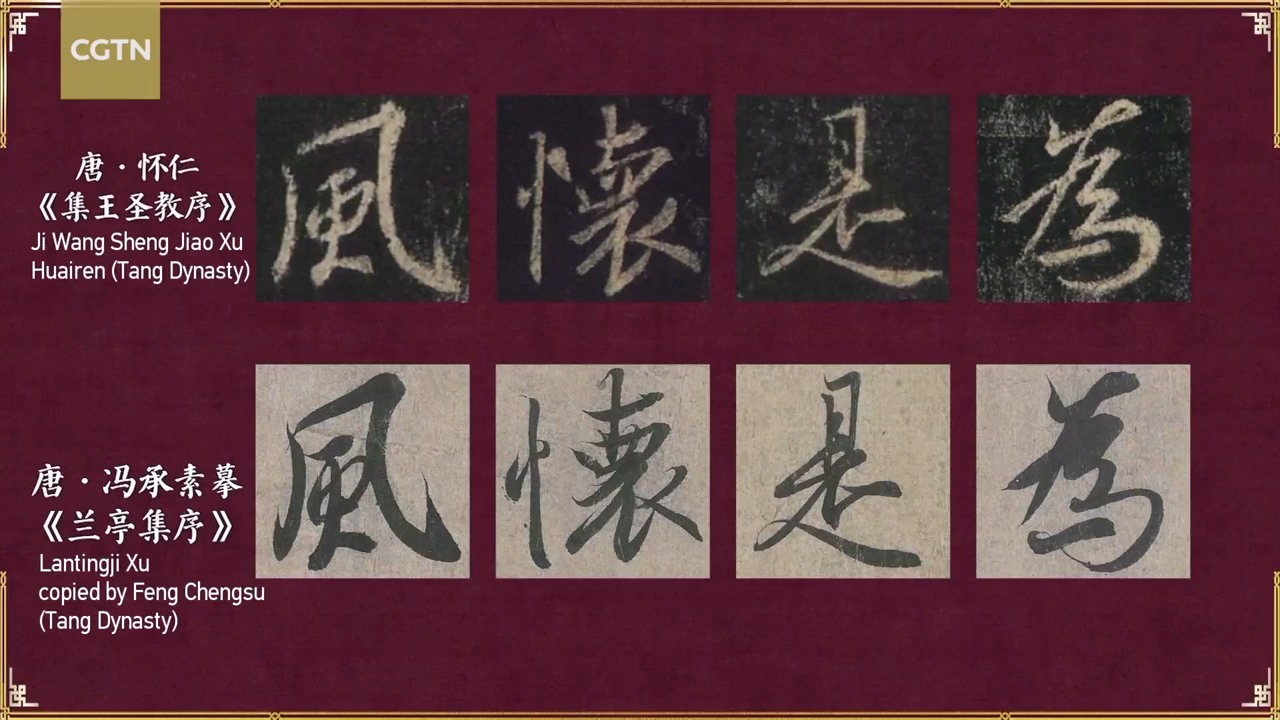 CGTN
唐·怀仁
《集王圣教序》
Ji Wang Sheng Jiao Xu
Huairen (Tang Dynasty)
風 懷 是 為
唐·冯承素摹
《兰亭集序》
Lantingji Xu
copied by Feng Chengsu
(Tang Dynasty)
風 懷 是 為